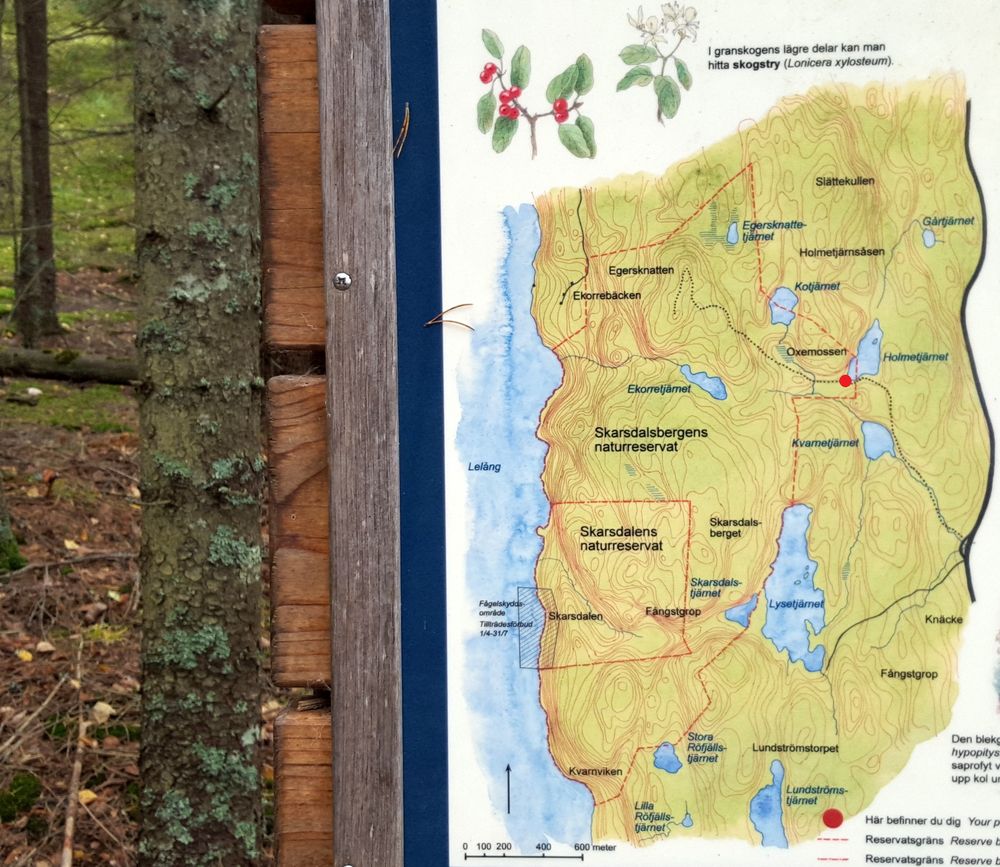 I granskogens lägre delar kan man
hitta skogstry (Lonicera xylosteum).
Slättekullen
Gårtjärnet
Egersknatte-
tjärnet
Holmetjärnsåsen
Egersknatten
Ekorrebäcken
Kotjärnet
Oxemossen
Holmetjärnet
Ekorretjärnet
Skarsdalsbergens
naturreservat
Kvarnetjärnet
Lelång
Skarsdalens
naturreservat
Skarsdals-
berget
Skarsdals-
tjärnet
Fågelskydds-
område
Tillträdesförbud
1/4-31/7
Skarsdalen
Fångstgrop
Lysetjärnet
Knäcke
Fångstgrop
Den blekg
hypopitys
saprofyt v
upp kol ur
Stora
Röfjälls-
tjärnet
Lundströmstorpet
Kvarnviken
Lundströms-
tjärnet
Lilla
Röfjälls-
tjärnet
Här befinner du dig Your p
Reservatsgräns Reserve b
Reservatsgräns Reserve b
0 200 400 600 meter